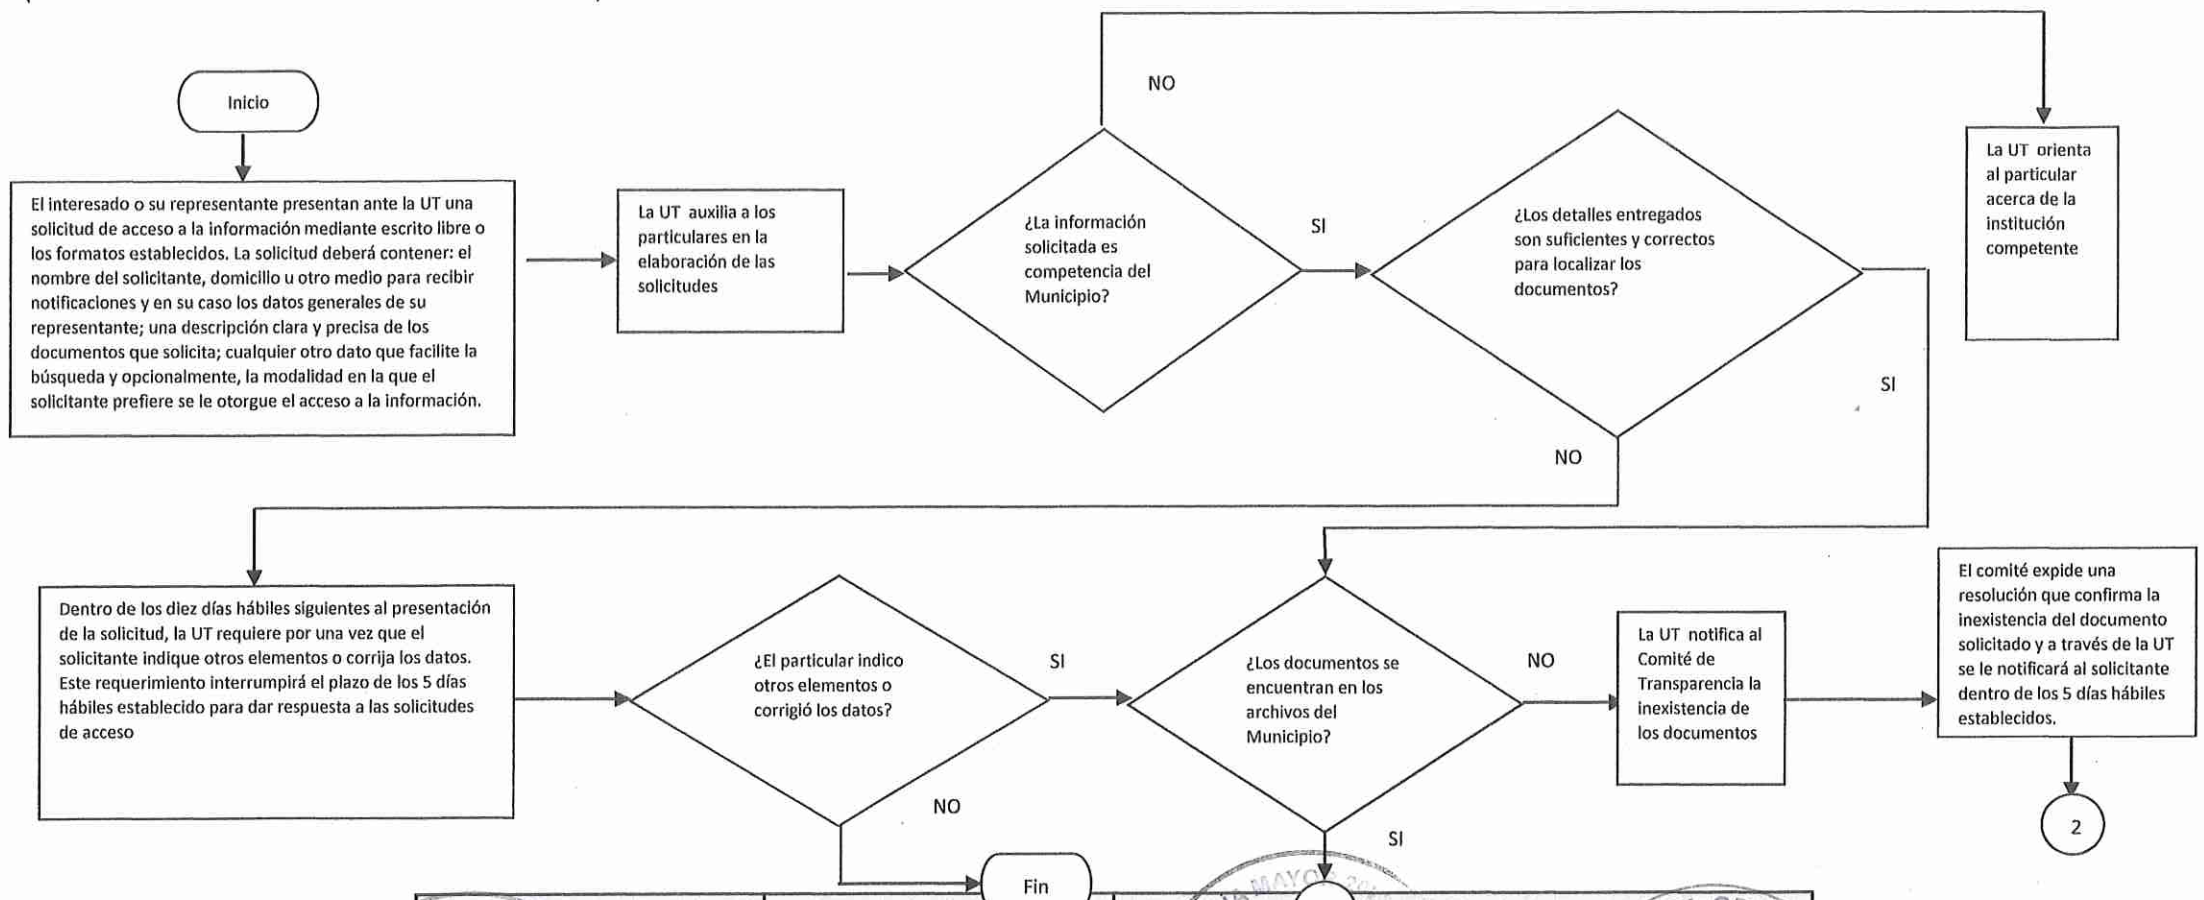 NO
Inicio
El interesado o su representante presentan ante la UT una
solicitud de acceso a la información mediante escrito libre o
los formatos establecidos. La solicitud deberá contener: el
nombre del solicitante, domicilio u otro medio para recibir
notificaciones y en su caso los datos generales de su
representante; una descripción clara y precisa de los
documentos que solicita; cualquier otro dato que facilite la
búsqueda y opcionalmente, la modalidad en la que el
solicitante prefiere se le otorgue el acceso a la información.
La UT auxilia a los
particulares en la
elaboración de las
solicitudes
¿La información
solicitada es
competencia del
Municipio?
SI
¿Los detalles entregados
son suficientes y correctos
para localizar los
documentos?
La UT orienta
al particular
acerca de la
institución
competente
SI
NO
Dentro de los diez días hábiles siguientes al presentación
de la solicitud, la UT requiere por una vez que el
solicitante indique otros elementos o corrija los datos.
Este requerimiento interrumpirá el plazo de los 5 días
hábiles establecido para dar respuesta a las solicitudes
de acceso
¿El particular indico
otros elementos o
corrigió los datos?
SI
¿Los documentos se
encuentran en los
archivos del
Municipio?
NO
La UT notifica al
Comité de
Transparencia la
inexistencia de
los documentos
El comité expide una
resolución que confirma la
inexistencia del documento
solicitado y a través de la UT
se le notificará al solicitante
dentro de los 5 días hábiles
establecidos.
NO
SI
2
Fin
MAYOR